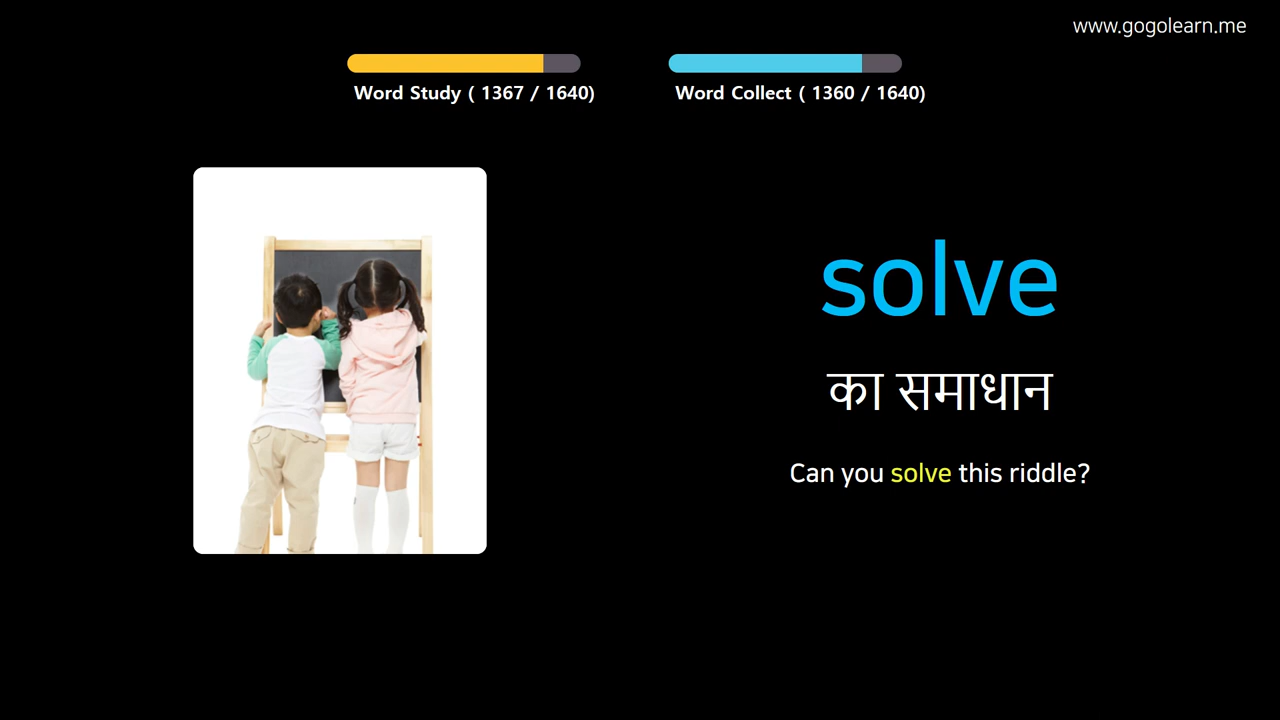 www.gogolearn.me
Word Study ( 1367 / 1640)
Word Collect ( 1360 / 1640)
solve
का समाधान
Can you solve this riddle?